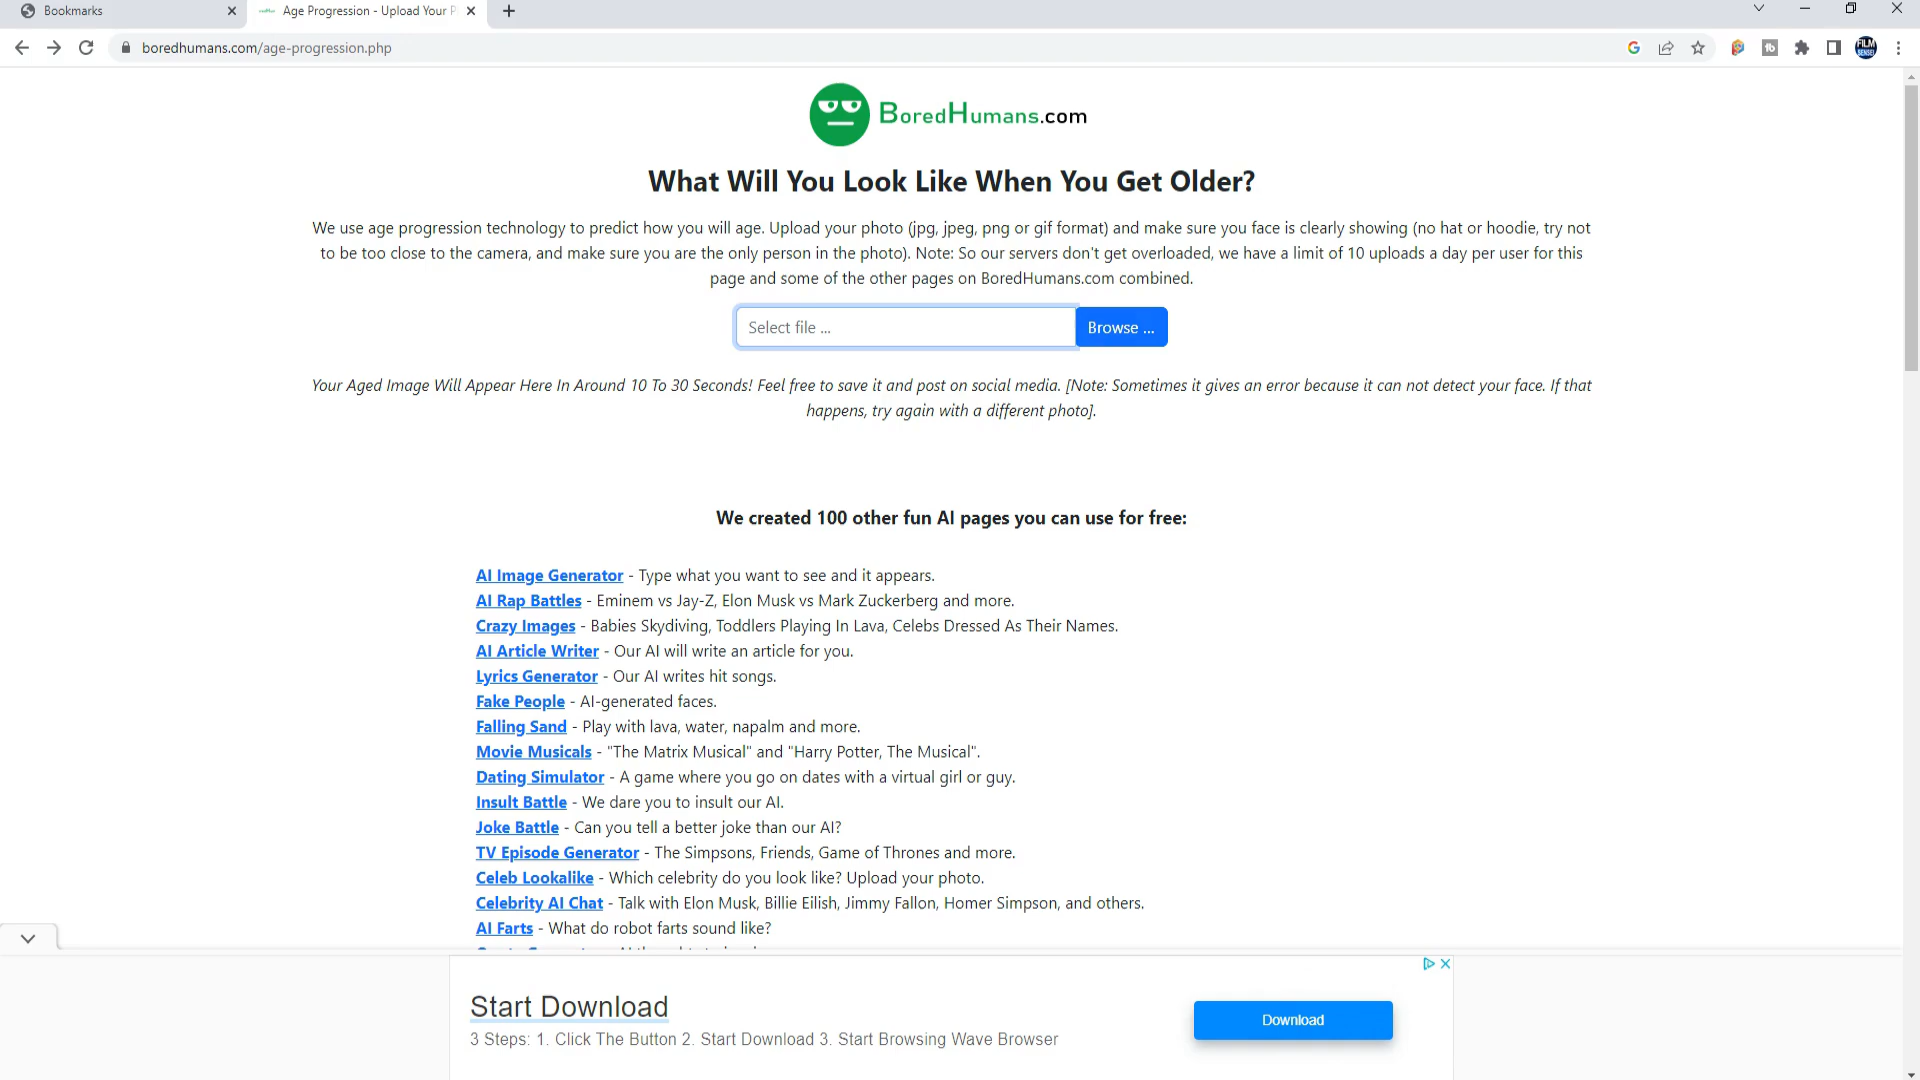 Bookmarks
Age Progression - Upload Your P
boredhumans.com/age-progression.php
BoredHumans.com
What Will You Look Like When You Get Older?
We use age progression technology to predict how you will age. Upload your photo (jpg, jpeg, png or gif format) and make sure you face is clearly showing (no hat or hoodie, try not
to be too close to the camera, and make sure you are the only person in the photo). Note: So our servers don't get overloaded, we have a limit of 10 uploads a day per user for this
page and some of the other pages on BoredHumans.com combined.
Select file ...
Browse ...
Your Aged Image Will Appear Here In Around 10 To 30 Seconds! Feel free to save it and post on social media. [Note: Sometimes it gives an error because it can not detect your face. If that
happens, try again with a different photo].
We created 100 other fun AI pages you can use for free:
AI Image Generator - Type what you want to see and it appears.
AI Rap Battles - Eminem vs Jay-Z, Elon Musk vs Mark Zuckerberg and more.
Crazy Images - Babies Skydiving, Toddlers Playing In Lava, Celebs Dressed As Their Names.
AI Article Writer - Our AI will write an article for you.
Lyrics Generator - Our AI writes hit songs.
Fake People - AI-generated faces.
Falling Sand - Play with lava, water, napalm and more.
Movie Musicals - "The Matrix Musical" and "Harry Potter, The Musical".
Dating Simulator - A game where you go on dates with a virtual girl or guy.
Insult Battle - We dare you to insult our AI.
Joke Battle - Can you tell a better joke than our AI?
TV Episode Generator - The Simpsons, Friends, Game of Thrones and more.
Celeb Lookalike - Which celebrity do you look like? Upload your photo.
Celebrity AI Chat - Talk with Elon Musk, Billie Eilish, Jimmy Fallon, Homer Simpson, and others.
AI Farts - What do robot farts sound like?
Start Download
3 Steps: 1. Click The Button 2. Start Download 3. Start Browsing Wave Browser
Download